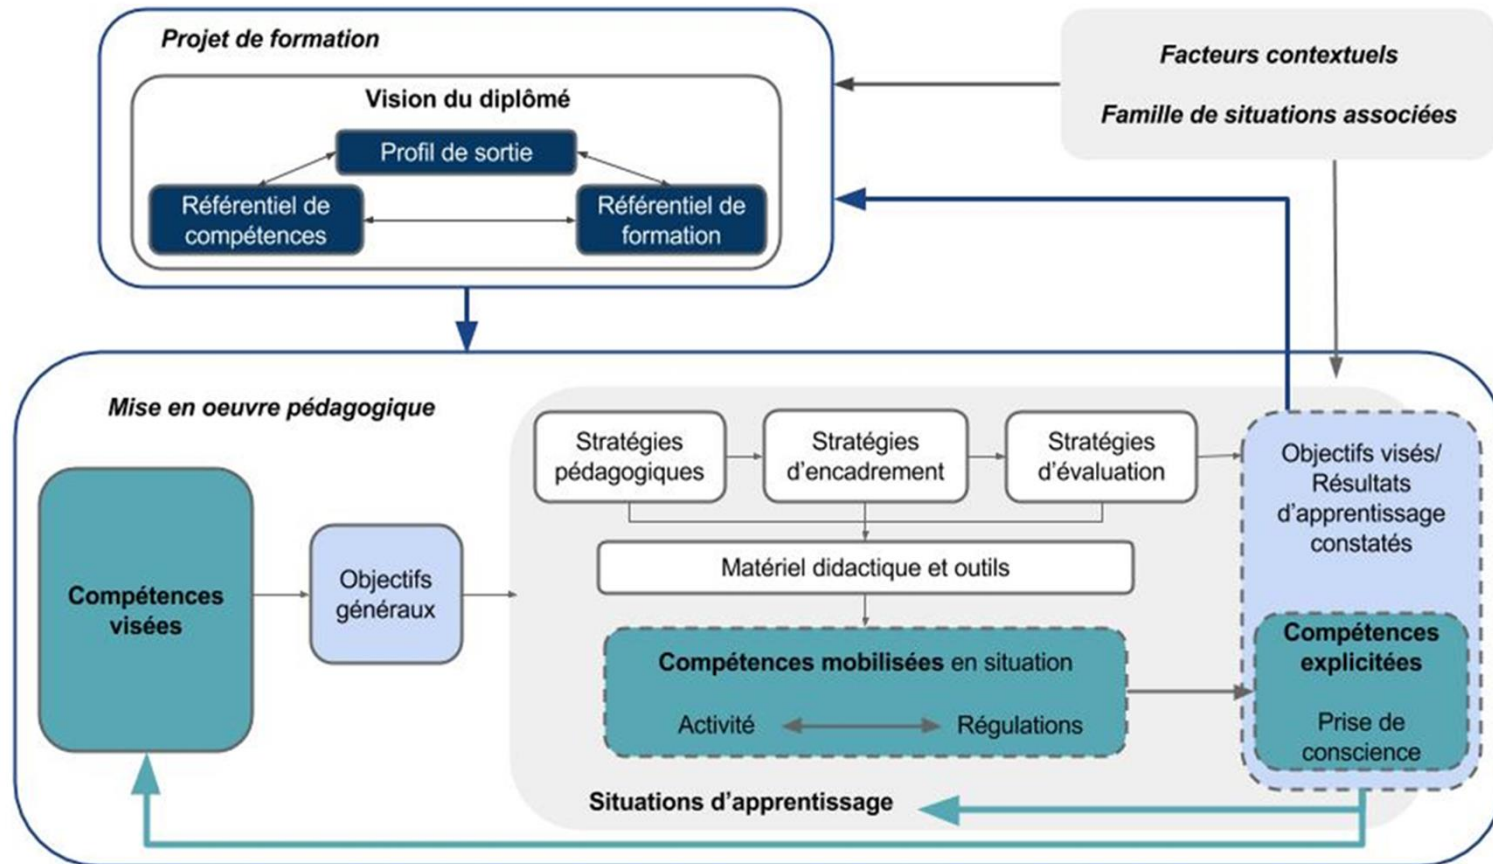 Projet de formation
Vision du diplômé
Profil de sortie
Référentiel de
compétences
Référentiel de
formation
Facteurs contextuels
Famille de situations associées
Mise en oeuvre pédagogique
Compétences
visées
Objectifs
généraux
Stratégies
pédagogiques
Stratégies
d'encadrement
Stratégies
d'évaluation
Matériel didactique et outils
Compétences mobilisées en situation
Activité
Régulations
Situations d'apprentissage
Objectifs visés/
Résultats
d'apprentissage
constatés
Compétences
explicitées
Prise de
conscience